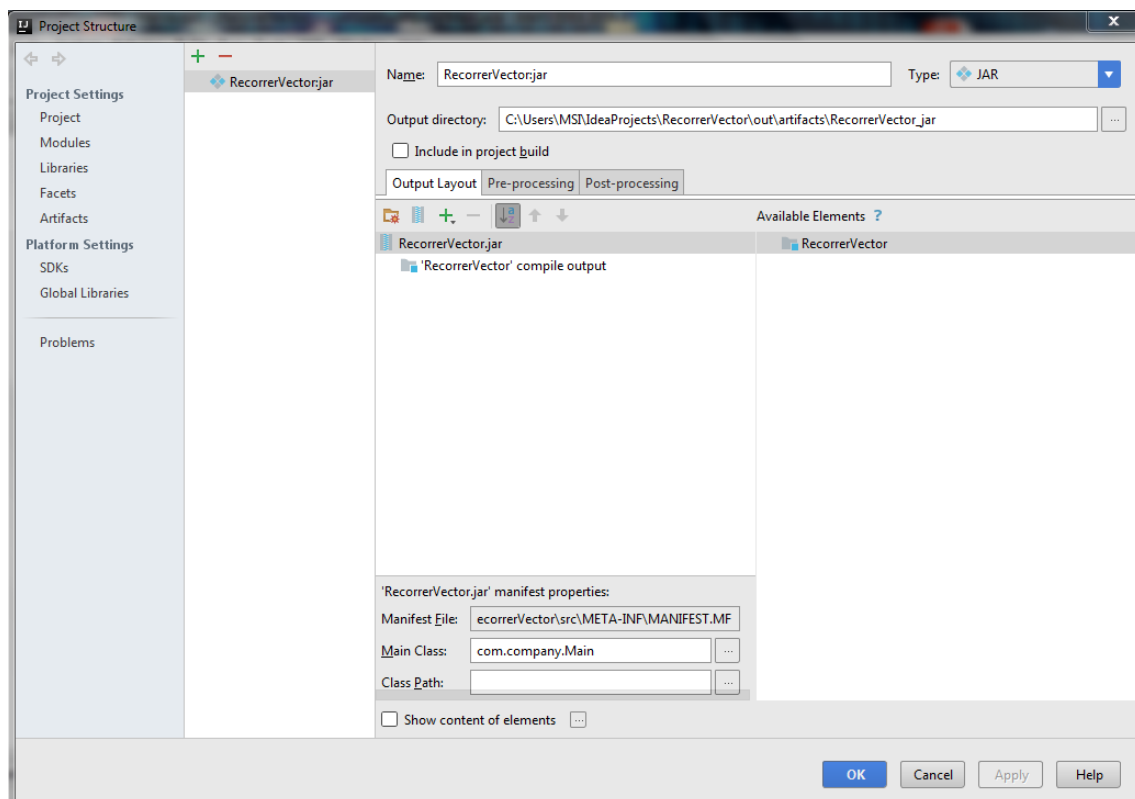 Project Structure
Project Settings
Project
Modules
Libraries
Facets
Artifacts
Platform Settings
SDKs
Global Libraries
Problems
RecorrerVector:jar
Name: RecorrerVector:jar Type: JAR
Output directory: C:\Users\MSI\IdeaProjects\RecorrerVector\out\artifacts\RecorrerVector_jar ...
Include in project build
Output Layout Pre-processing Post-processing
Available Elements ?
RecorrerVector.jar
'RecorrerVector' compile output
RecorrerVector
'RecorrerVector.jar' manifest properties:
Manifest File: ecorrerVector\src\META-INF\MANIFEST.MF
Main Class: com.company.Main ...
Class Path: ...
Show content of elements ...
OK Cancel Apply Help